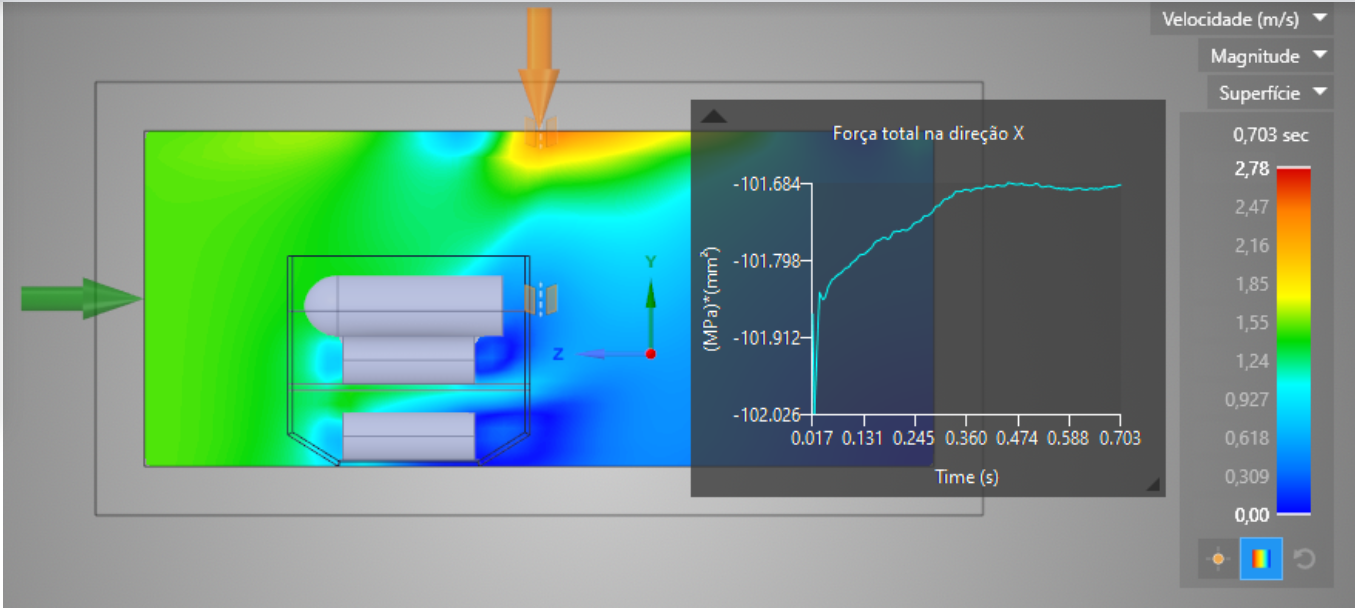 Velocidade (m/s)
Magnitude
Superfície
0,703 sec
2,78
2,47
2,16
1,85
1,55
1,24
0,927
0,618
0,309
0,00
Força total na direção X
(MPa)*(mm²)
-101.684
-101.798
-101.912
-102.026
0.017 0.131 0.245 0.360 0.474 0.588 0.703
Time (s)
Y
Z